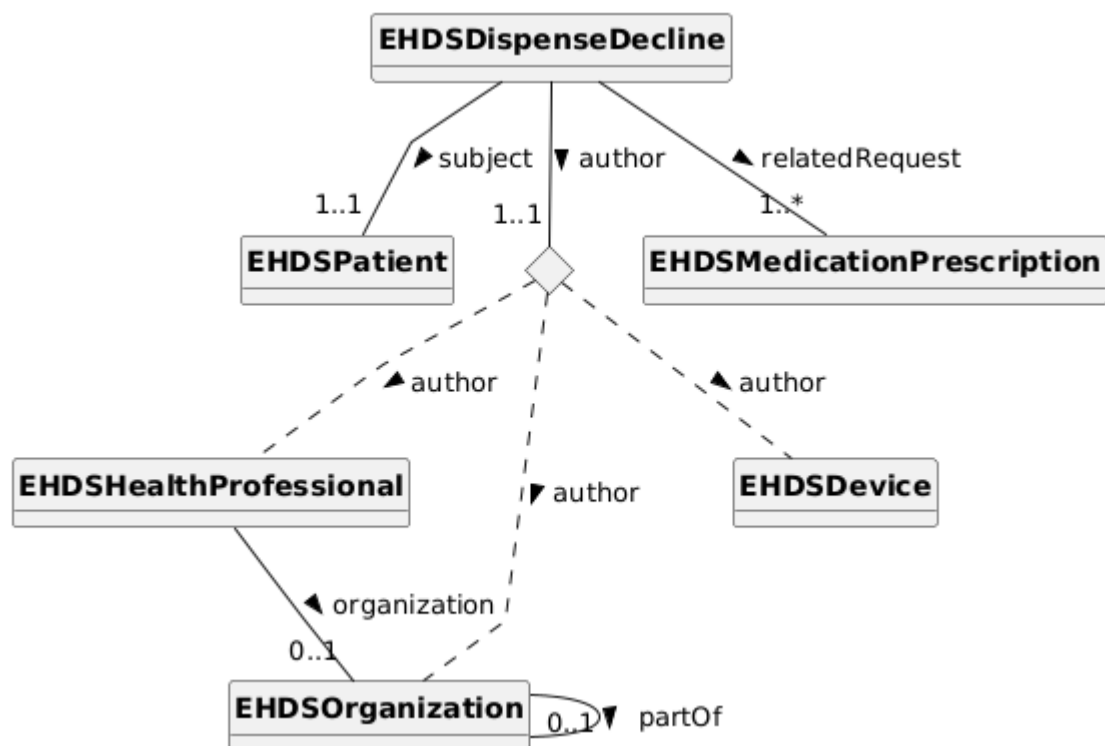 EHDSDispenseDecline
subject
author
relatedRequest
1..1
1..1
1..*
EHDSPatient
EHDSMedicationPrescription
author
author
EHDSHealthProfessional
author
EHDSDevice
organization
0..1
EHDSOrganization
0..1
partOf